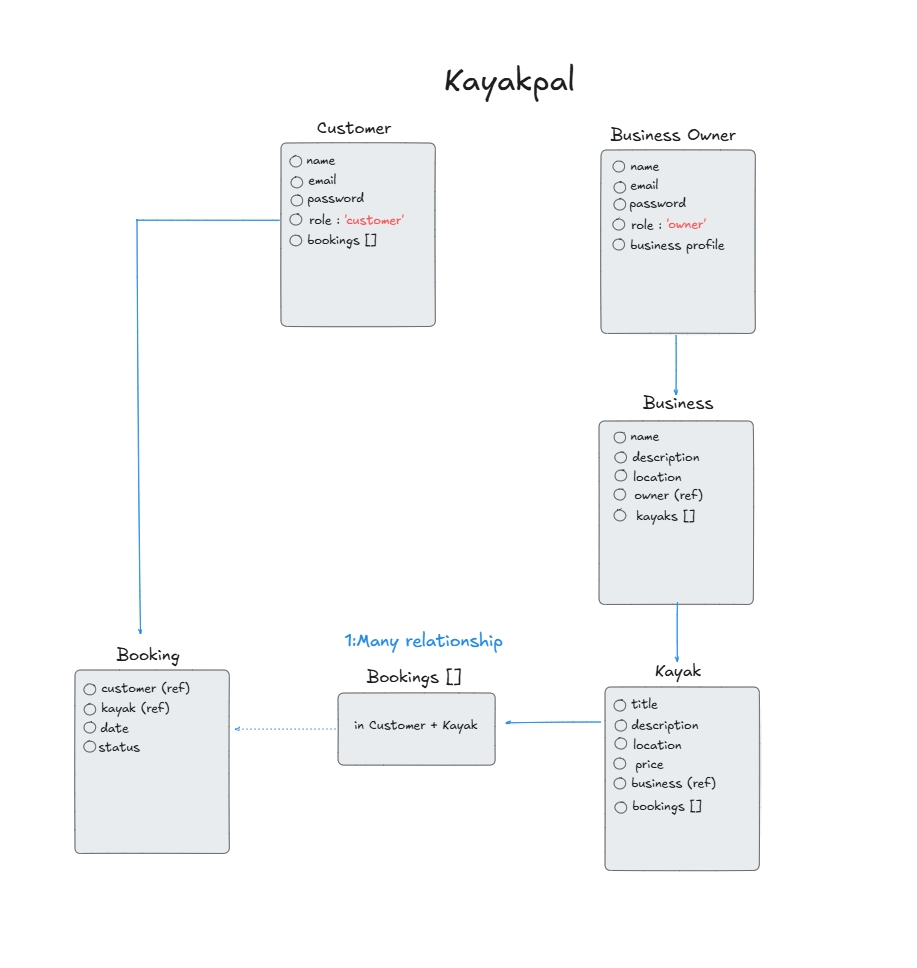 Kayakpal
Customer
name
email
password
role : 'customer'
bookings []
Business Owner
name
email
password
role : 'owner'
business profile
Business
name
description
location
owner (ref)
kayaks []
Booking
customer (ref)
kayak (ref)
date
status
1:Many relationship
Bookings []
in Customer + Kayak
Kayak
title
description
location
price
business (ref)
bookings []